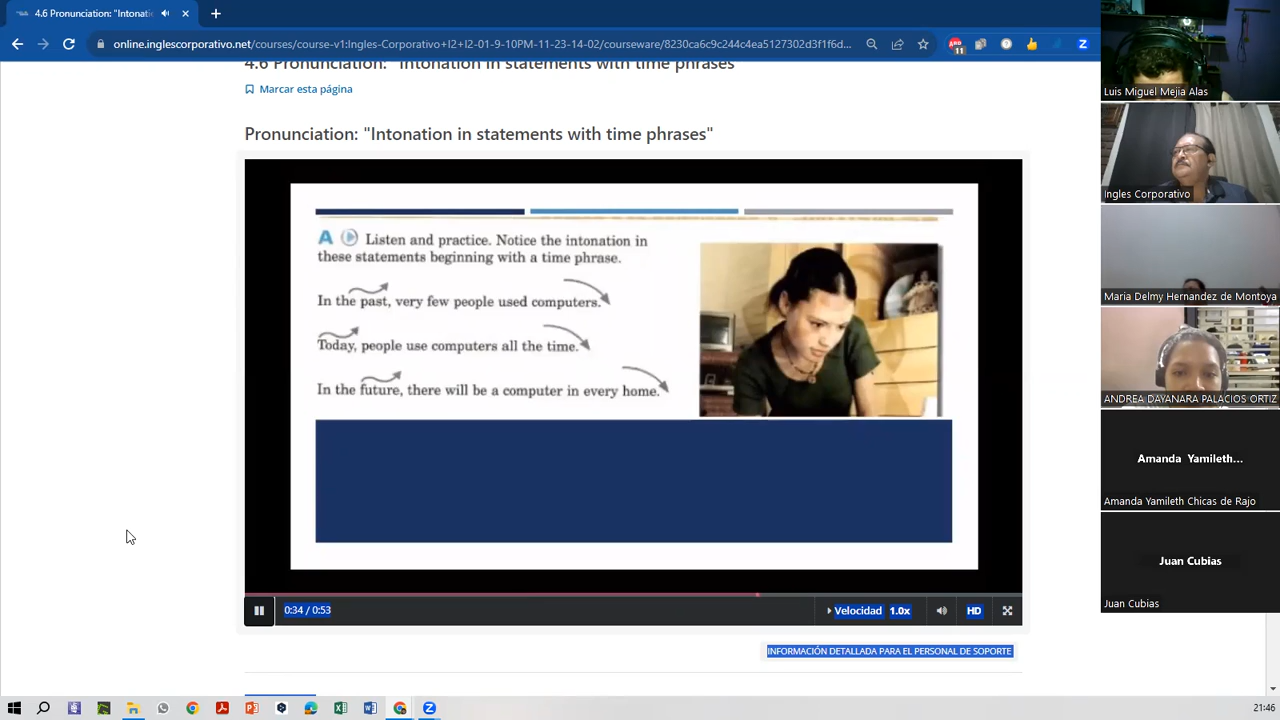 4.6 Pronunciation: "Intonati
online.inglescorporativo.net/courses/course-v1:Ingles-Corporativo+I2+I2-01-9-10PM-11-23-14-02/courseware/8230ca6c9c244c4ea5127302d3f1f6d...
11
4.6 Pronunciation: "Intonation in statements with time phrases"
Marcar esta página
Pronunciation: "Intonation in statements with time phrases"
A Listen and practice. Notice the intonation in
these statements beginning with a time phrase.
In the past, very few people used computers.
Today, people use computers all the time.
In the future, there will be a computer in every home.
0:34 / 0:53
Velocidad 1.0x
HD
INFORMACIÓN DETALLADA PARA EL PERSONAL DE SOPORTE
Luis Miguel Mejia Alas
Ingles Corporativo
Maria Delmy Hernandez de Montoya
ANDREA DAYANARA PALACIOS ORTIZ
Amanda Yamileth...
Amanda Yamileth Chicas de Rajo
Juan Cubias
Juan Cubias
21:46